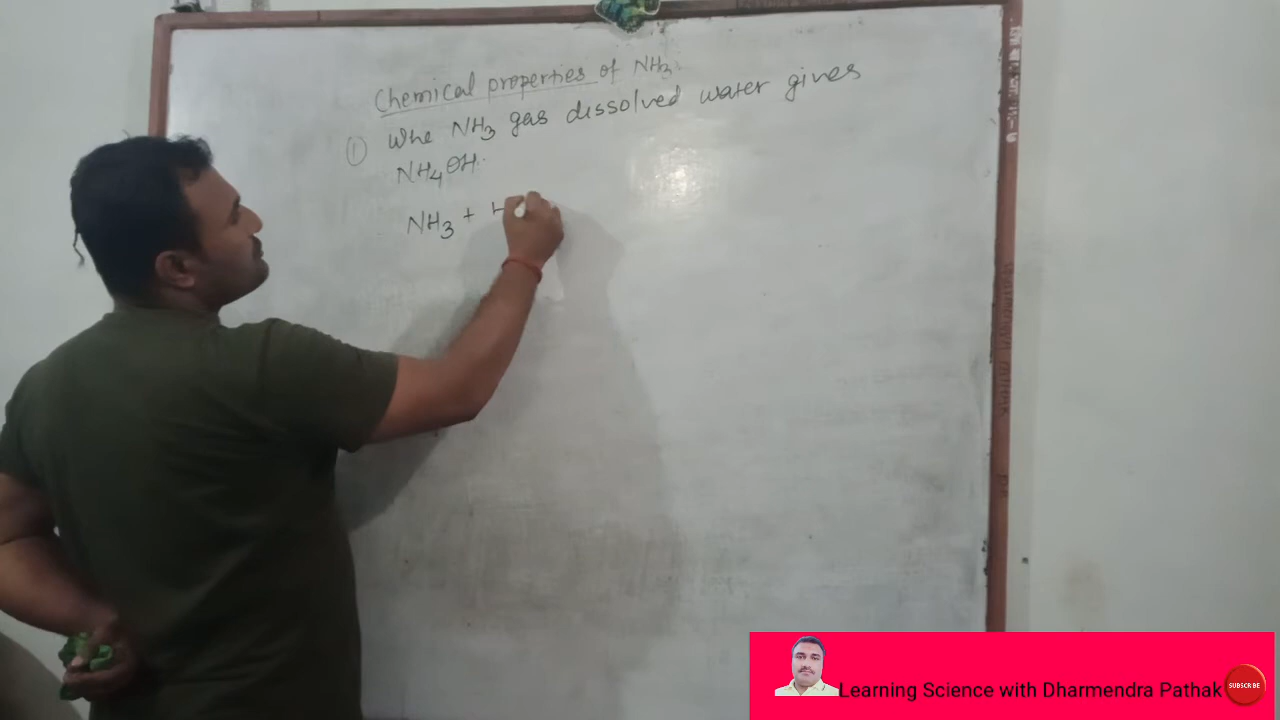 Chemical properties of NH3.
① Whe NH3 gas dissolved water gives
NH4OH.
NH3 + H
Learning Science with Dharmendra Pathak
SUBSCRIBE